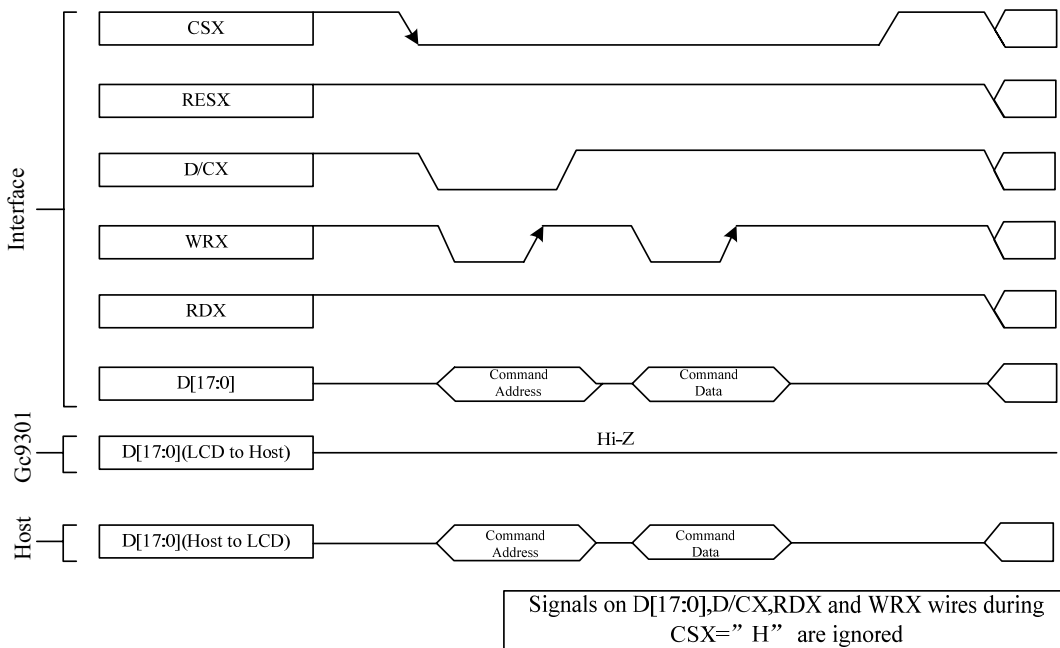 Interface
CSX
RESX
D/CX
WRX
RDX
D[17:0]
Command
Address
Command
Data
Gc9301
D[17:0](LCD to Host)
Hi-Z
Host
D[17:0](Host to LCD)
Command
Address
Command
Data
Signals on D[17:0],D/CX,RDX and WRX wires during
CSX=” H” are ignored